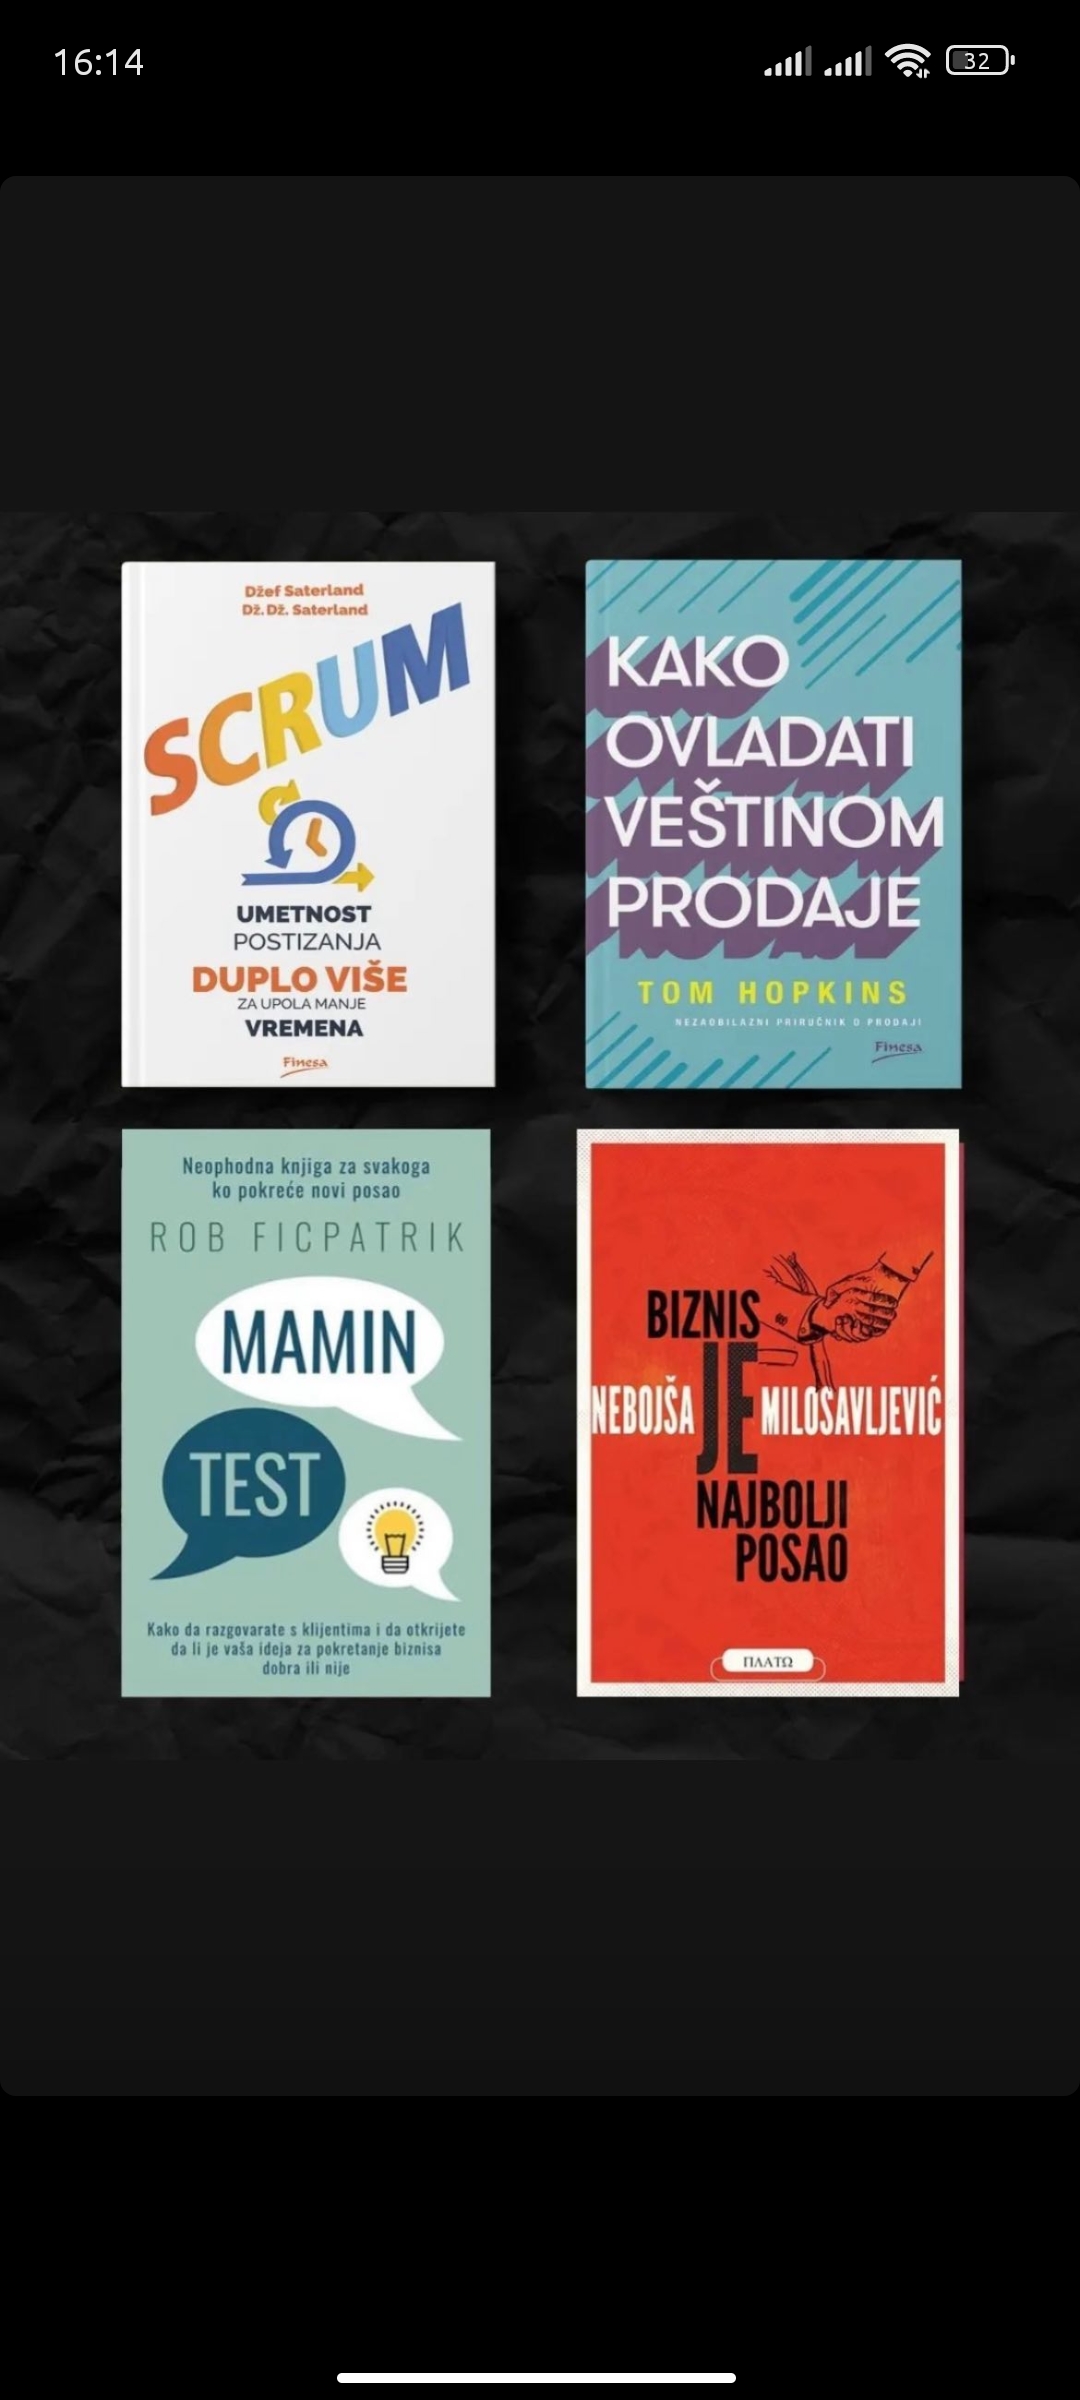 16:14
32
Džef Saterland
Dž. Dž. Saterland
SCRUM
UMETNOST
POSTIZANJA
DUPLO VIŠE
ZA UPOLA MANJE
VREMENA
Finesa
KAKO
OVLADATI
VEŠTINOM
PRODAJE
TOM HOPKINS
NEZAOBILAZNI PRIRUČNIK O PRODAJI
Finesa
Neophodna knjiga za svakoga
ko pokreće novi posao
ROB FICPATRIK
MAMIN
TEST
Kako da razgovarate s klijentima i da otkrijete
da li je vaša ideja za pokretanje biznisa
dobra ili nije
BIZNIS
NEBOJŠA JE MILOSAVLJEVIĆ
NAJBOLJI
POSAO
ΠΛΑΤΩ